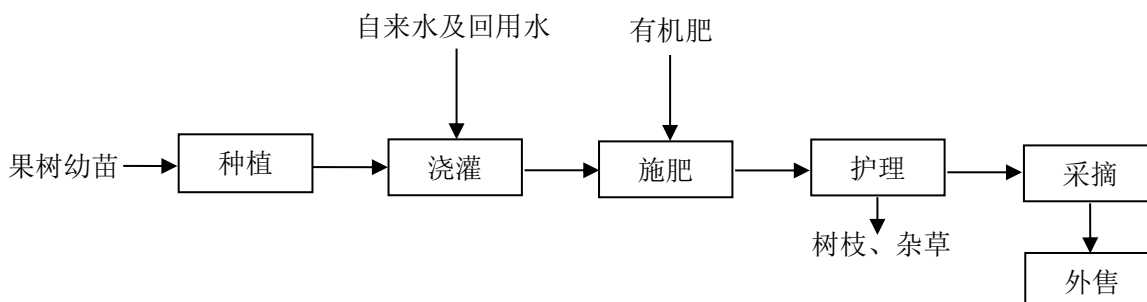 自来水及回用水
有机肥
果树幼苗
种植
浇灌
施肥
护理
采摘
树枝、杂草
外售